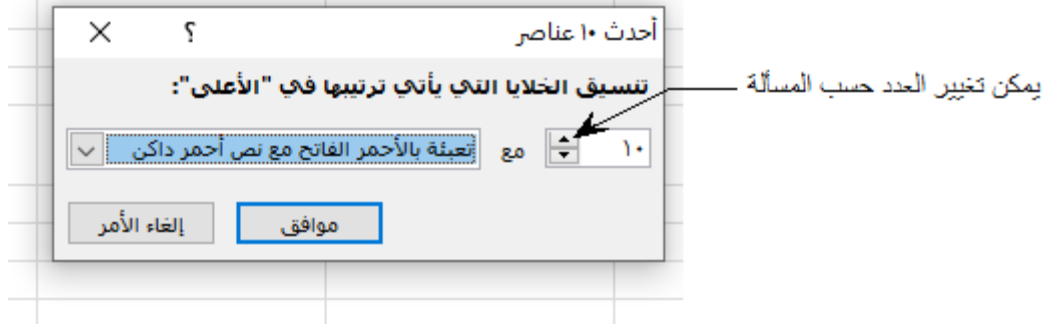 أحدث ١٠ عناصر ؟
تنسيق الخلايا التي يأتي ترتيبها في "الأعلى":
يمكن تغيير العدد حسب المسألة
١٠ مع تعبئة بالأحمر الفاتح مع نص أحمر داكن
موافق إلغاء الأمر